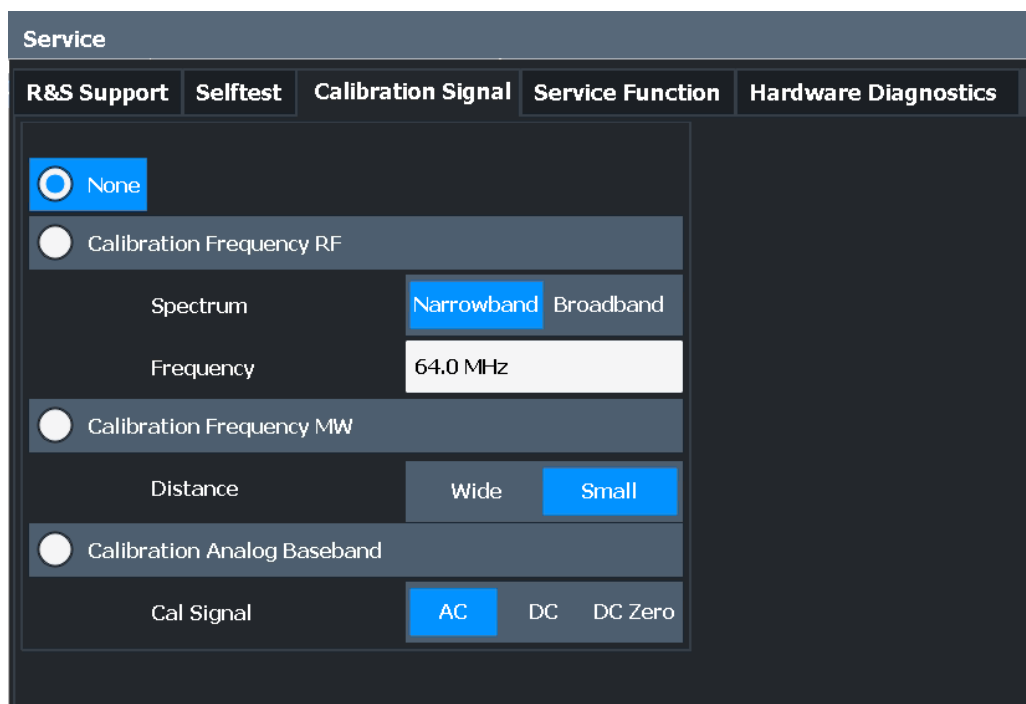 Service
R&S Support Selftest Calibration Signal Service Function Hardware Diagnostics
None
Calibration Frequency RF
Spectrum Narrowband Broadband
Frequency 64.0 MHz
Calibration Frequency MW
Distance Wide Small
Calibration Analog Baseband
Cal Signal AC DC DC Zero